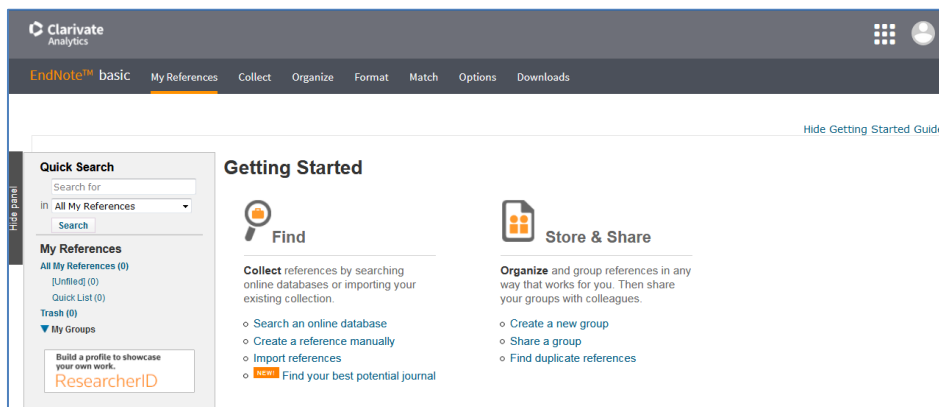 Clarivate
Analytics
EndNote™ basic My References Collect Organize Format Match Options Downloads
Hide Getting Started Guide
Hide panel
Quick Search
Search for
in All My References
Search
My References
All My References (0)
[Unfiled] (0)
Quick List (0)
Trash (0)
My Groups
Build a profile to showcase
your own work.
ResearcherID
Getting Started
Find
Collect references by searching
online databases or importing your
existing collection.
Search an online database
Create a reference manually
Import references
NEW! Find your best potential journal
Store & Share
Organize and group references in any
way that works for you. Then share
your groups with colleagues.
Create a new group
Share a group
Find duplicate references